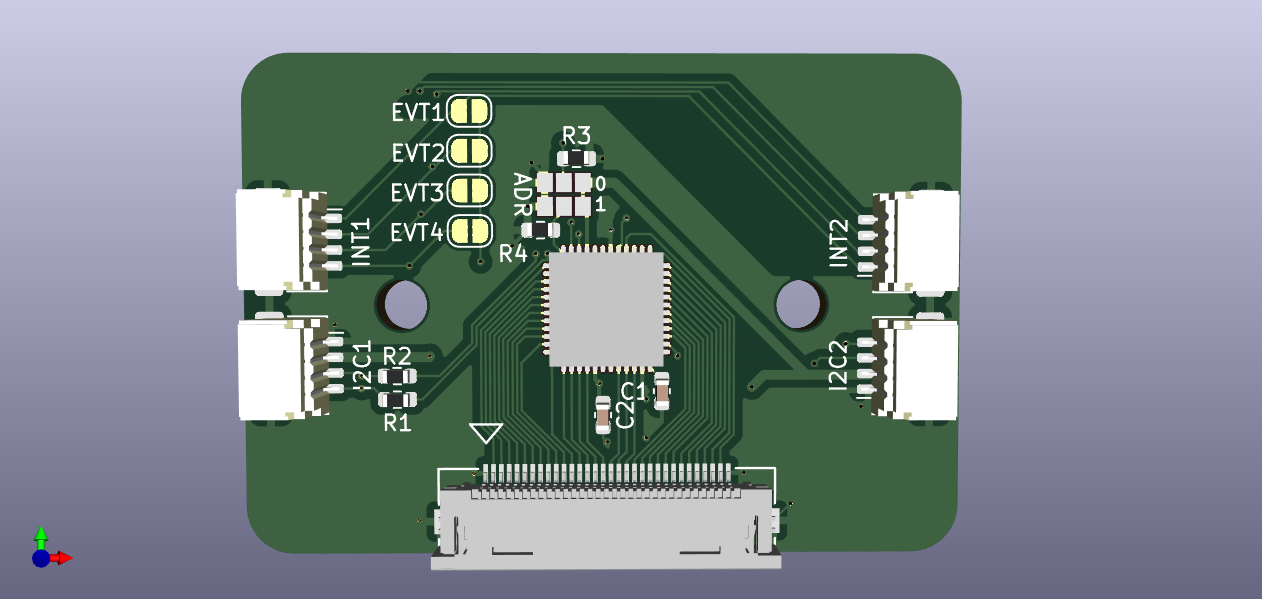 EVT1
R3
EVT2
ADR
0
EVT3
1
EVT4
INT1
R4
INT2
I2C1
R2
I2C2
C1
R1
C2